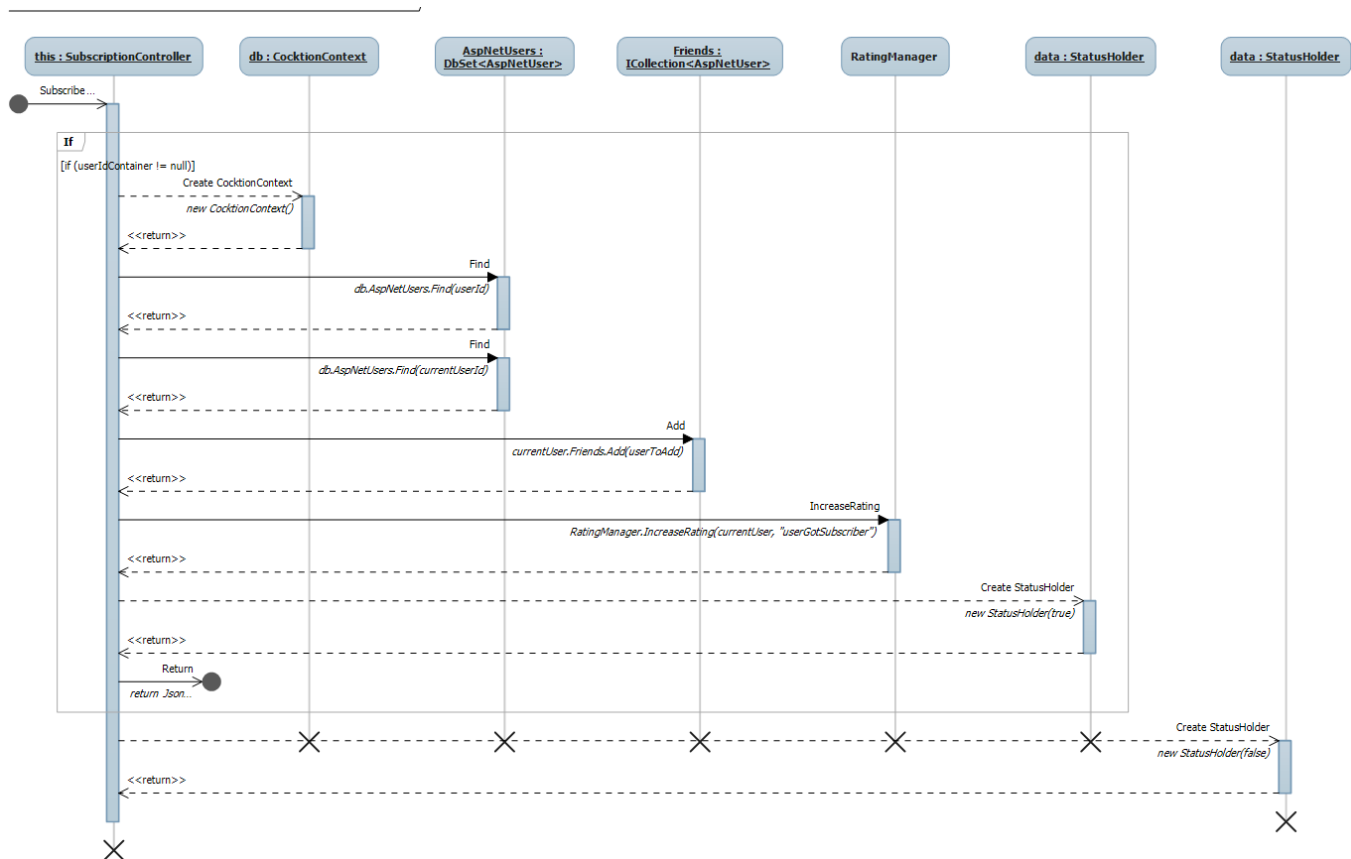 this : SubscriptionController
db : CocktionContext
AspNetUsers :
DbSet<AspNetUser>
Friends :
ICollection<AspNetUser>
RatingManager
data : StatusHolder
data : StatusHolder
Subscribe...
If
[if (userIdContainer != null)]
Create CocktionContext
new CocktionContext()
<<return>>
Find
db.AspNetUsers.Find(userId)
<<return>>
Find
db.AspNetUsers.Find(currentUserId)
<<return>>
Add
currentUser.Friends.Add(userToAdd)
<<return>>
IncreaseRating
RatingManager.IncreaseRating(currentUser, "userGotSubscriber")
<<return>>
Create StatusHolder
new StatusHolder(true)
<<return>>
Return
return Json...
Create StatusHolder
new StatusHolder(false)
<<return>>